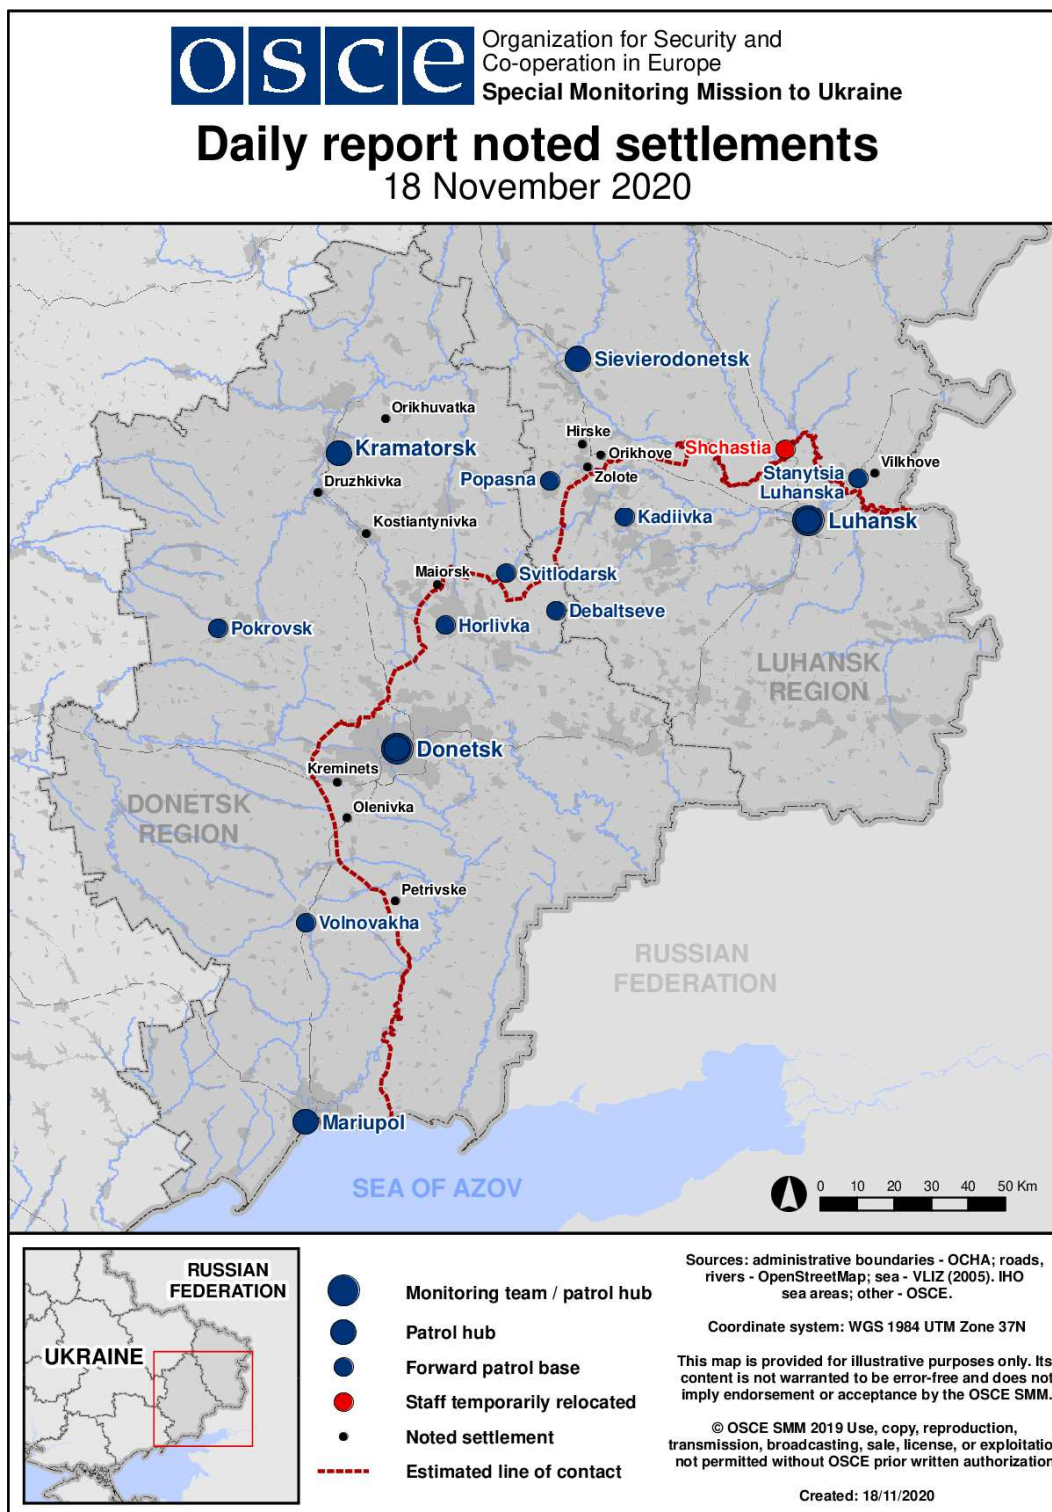 osce
Organization for Security and
Co-operation in Europe
Special Monitoring Mission to Ukraine
Daily report noted settlements
18 November 2020
Sievierodonetsk
Orikhuvatka
Hirske
Shchastia
Kramatorsk
Orikhove
Vilkhove
Druzhkivka
Popasna
Zolote
Stanytsia
Luhanska
Kostiantynivka
Kadiivka
Luhansk
Maiorsk
Svitlodarsk
Debaltseve
Pokrovsk
Horlivka
LUHANSK
REGION
Donetsk
Kreminets
DONETSK
REGION
Olenivka
Petrivske
Volnovakha
RUSSIAN
FEDERATION
Mariupol
SEA OF AZOV
0 10 20 30 40 50 Km
RUSSIAN
FEDERATION
UKRAINE
Monitoring team / patrol hub
Patrol hub
Forward patrol base
Staff temporarily relocated
Noted settlement
Estimated line of contact
Sources: administrative boundaries - OCHA; roads,
rivers - OpenStreetMap; sea - VLIZ (2005). IHO
sea areas; other - OSCE.
Coordinate system: WGS 1984 UTM Zone 37N
This map is provided for illustrative purposes only. Its
content is not warranted to be error-free and does not
imply endorsement or acceptance by the OSCE SMM.
© OSCE SMM 2019 Use, copy, reproduction,
transmission, broadcasting, sale, license, or exploitatio
not permitted without OSCE prior written authorization
Created: 18/11/2020